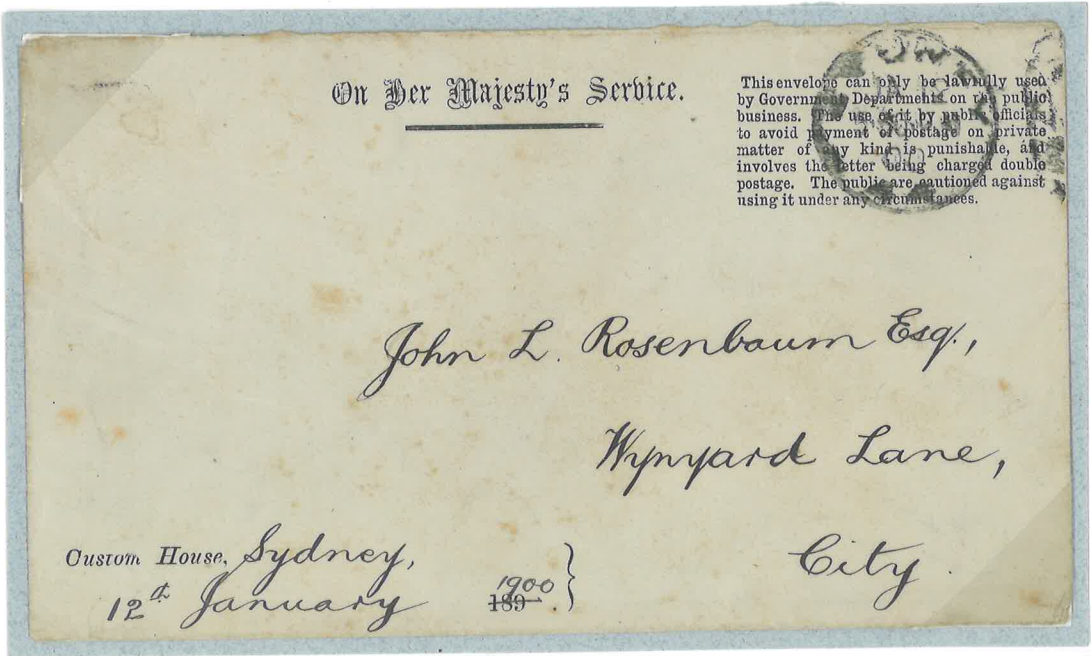 On Her Majesty's Service.
This envelope can only be lawfully used
by Government Departments on the public
business. The use of it by public officials
to avoid payment of postage on private
matter of any kind is punishable, and
involves the letter being charged double
postage. The public are cautioned against
using it under any circumstances.
John L. Rosenbaum Esq.,
Wynyard Lane,
City.
Custom House, Sydney,
12th January 1900
189